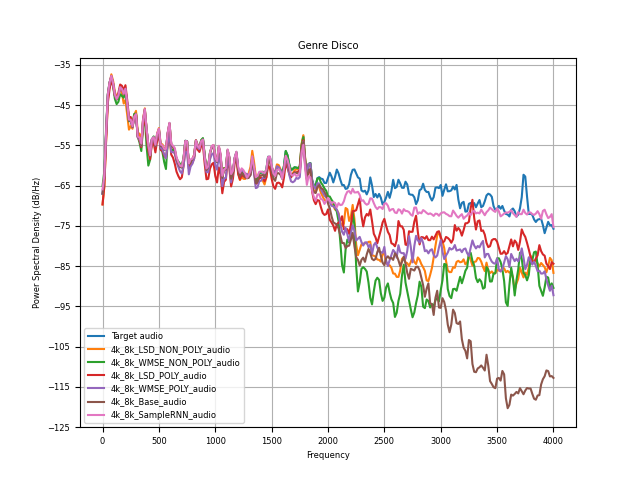 Genre Disco
Power Spectral Density (dB/Hz)
−35
−45
−55
−65
−75
−85
−95
−105
−115
−125
Target audio
4k_8k_LSD_NON_POLY_audio
4k_8k_WMSE_NON_POLY_audio
4k_8k_LSD_POLY_audio
4k_8k_WMSE_POLY_audio
4k_8k_Base_audio
4k_8k_SampleRNN_audio
0 500 1000 1500 2000 2500 3000 3500 4000
Frequency